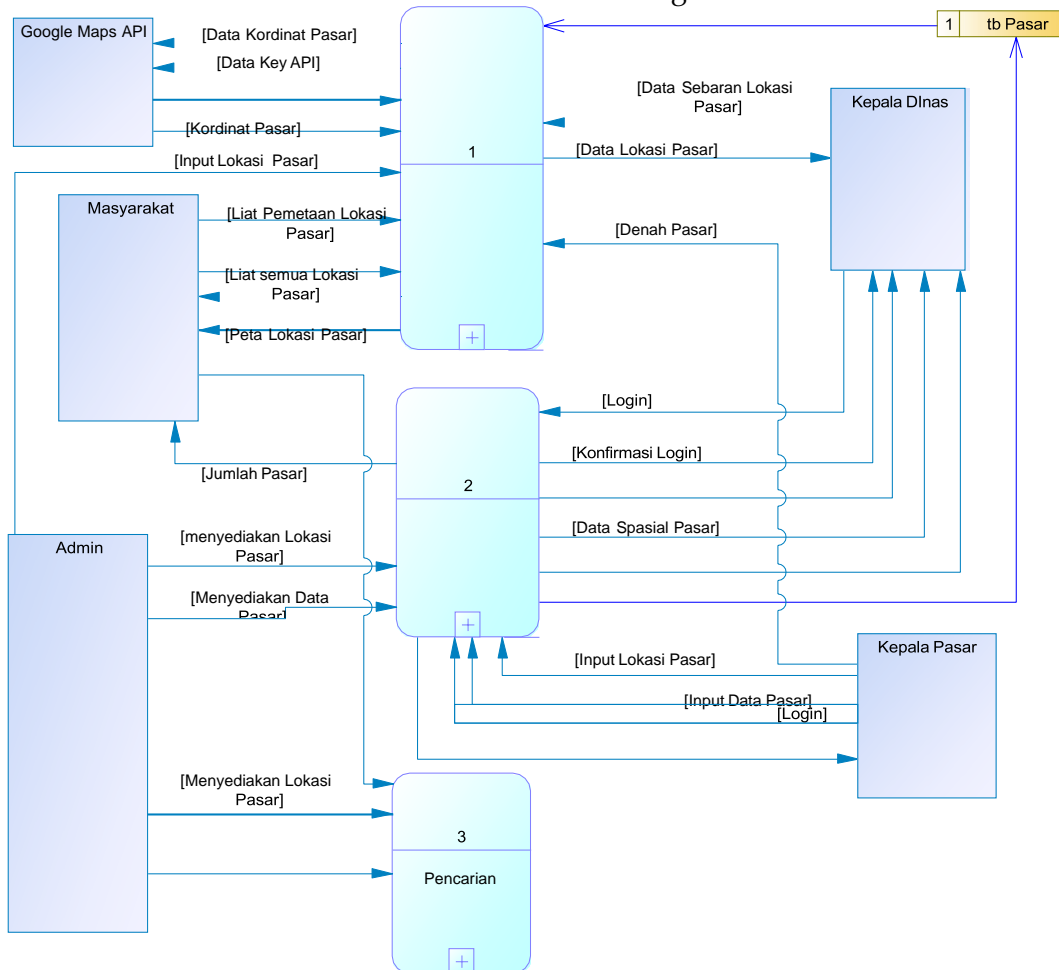 Google Maps API
[Data Kordinat Pasar]
[Data Key API]
1 tb Pasar
[Data Sebaran Lokasi
Pasar]
Kepala DInas
[Kordinat Pasar]
[Input Lokasi Pasar]
1
[Data Lokasi Pasar]
Masyarakat
[Liat Pemetaan Lokasi
Pasar]
[Denah Pasar]
[Liat semua Lokasi
Pasar]
[Peta Lokasi Pasar]
[Login]
[Jumlah Pasar]
[Konfirmasi Login]
2
[Data Spasial Pasar]
Admin
[menyediakan Lokasi
Pasar]
[Menyediakan Data
Pasar]
Kepala Pasar
[Input Lokasi Pasar]
[Input Data Pasar]
[Login]
[Menyediakan Lokasi
Pasar]
3
Pencarian